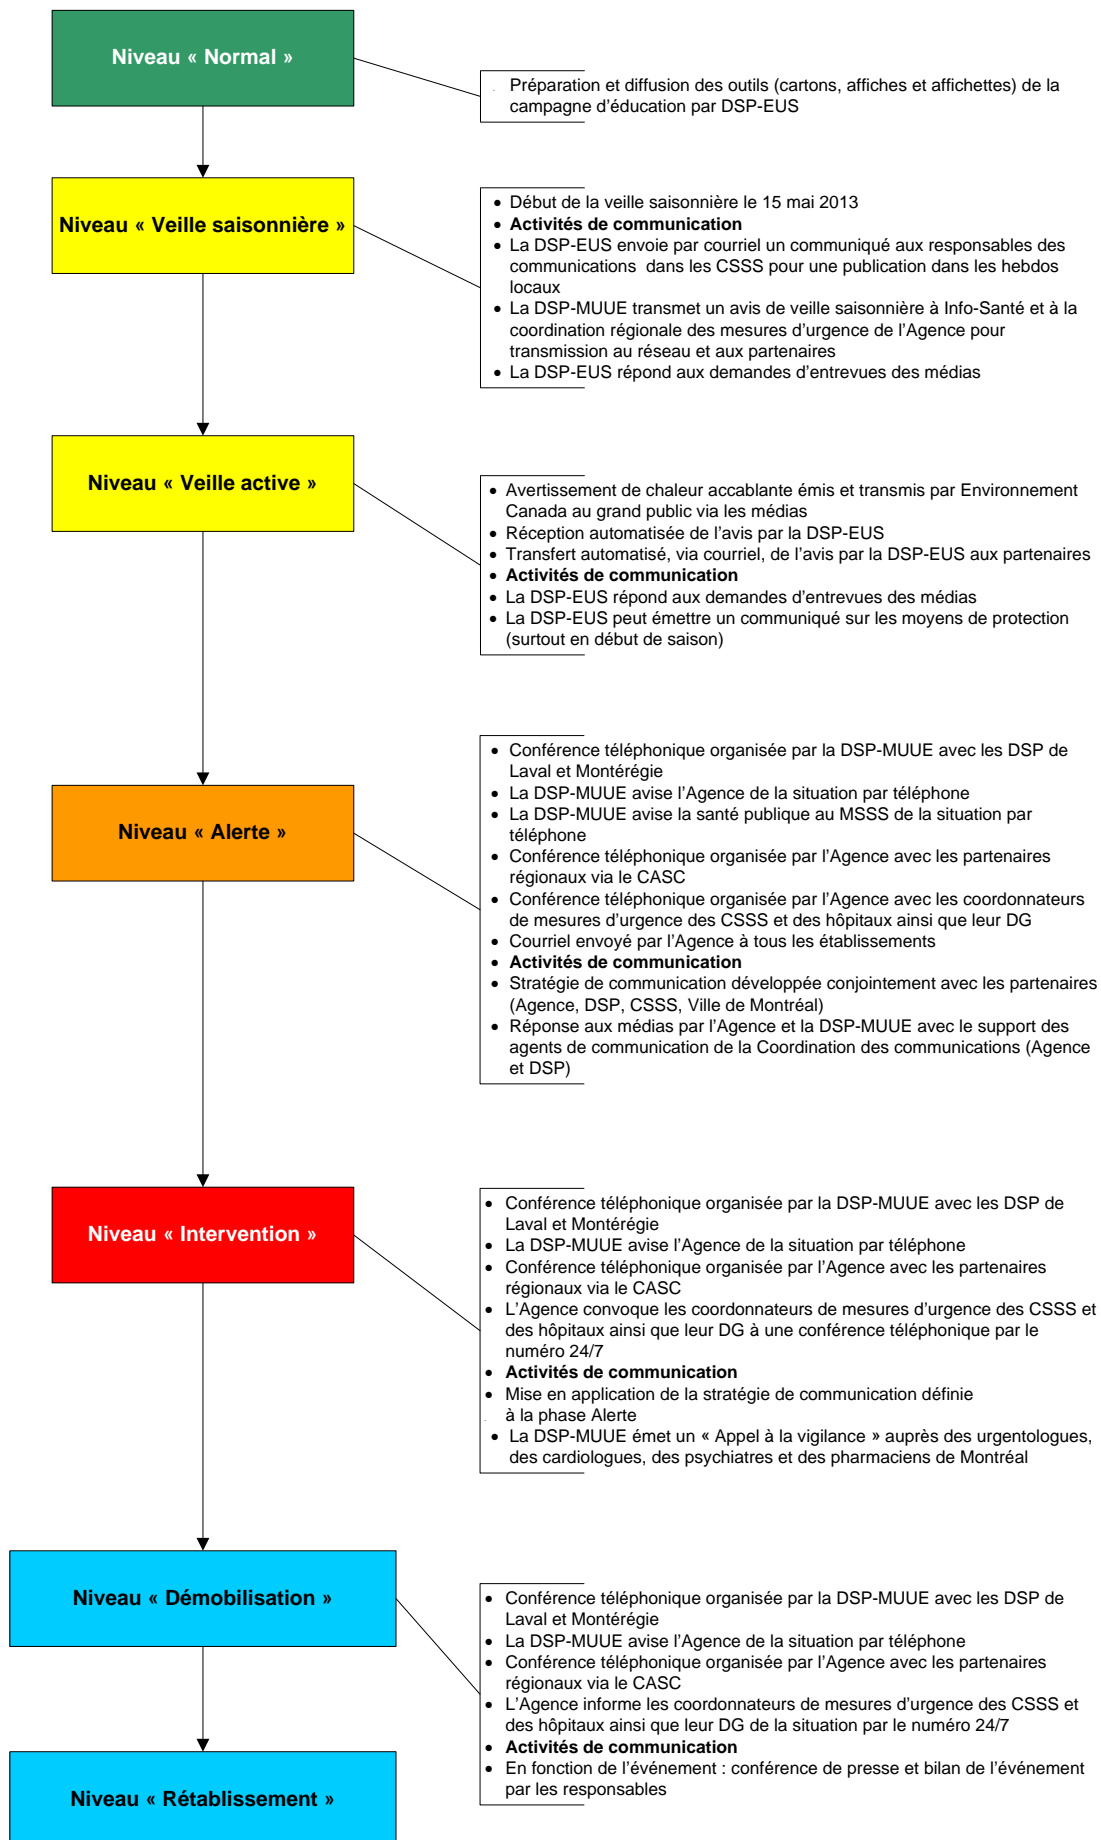 Niveau « Normal »
Préparation et diffusion des outils (cartons, affiches et affichettes) de la
campagne d'éducation par DSP-EUS
Niveau « Veille saisonnière »
• Début de la veille saisonnière le 15 mai 2013
• Activités de communication
• La DSP-EUS envoie par courriel un communiqué aux responsables des
communications dans les CSSS pour une publication dans les hebdos
locaux
• La DSP-MUUE transmet un avis de veille saisonnière à Info-Santé et à la
coordination régionale des mesures d'urgence de l'Agence pour
transmission au réseau et aux partenaires
• La DSP-EUS répond aux demandes d'entrevues des médias
Niveau « Veille active »
• Avertissement de chaleur accablante émis et transmis par Environnement
Canada au grand public via les médias
• Réception automatisée de l'avis par la DSP-EUS
• Transfert automatisé, via courriel, de l'avis par la DSP-EUS aux partenaires
• Activités de communication
• La DSP-EUS répond aux demandes d'entrevues des médias
• La DSP-EUS peut émettre un communiqué sur les moyens de protection
(surtout en début de saison)
Niveau « Alerte »
• Conférence téléphonique organisée par la DSP-MUUE avec les DSP de
Laval et Montérégie
• La DSP-MUUE avise l'Agence de la situation par téléphone
• La DSP-MUUE avise la santé publique au MSSS de la situation par
téléphone
• Conférence téléphonique organisée par l'Agence avec les partenaires
régionaux via le CASC
• Conférence téléphonique organisée par l'Agence avec les coordonnateurs
de mesures d'urgence des CSSS et des hôpitaux ainsi que leur DG
• Courriel envoyé par l'Agence à tous les établissements
• Activités de communication
• Stratégie de communication développée conjointement avec les partenaires
(Agence, DSP, CSSS, Ville de Montréal)
• Réponse aux médias par l'Agence et la DSP-MUUE avec le support des
agents de communication de la Coordination des communications (Agence
et DSP)
Niveau « Intervention »
• Conférence téléphonique organisée par la DSP-MUUE avec les DSP de
Laval et Montérégie
• La DSP-MUUE avise l'Agence de la situation par téléphone
• Conférence téléphonique organisée par l'Agence avec les partenaires
régionaux via le CASC
• L'Agence convoque les coordonnateurs de mesures d'urgence des CSSS et
des hôpitaux ainsi que leur DG à une conférence téléphonique par le
numéro 24/7
• Activités de communication
• Mise en application de la stratégie de communication définie
à la phase Alerte
• La DSP-MUUE émet un « Appel à la vigilance » auprès des urgentologues,
des cardiologues, des psychiatres et des pharmaciens de Montréal
Niveau « Démobilisation »
• Conférence téléphonique organisée par la DSP-MUUE avec les DSP de
Laval et Montérégie
• La DSP-MUUE avise l'Agence de la situation par téléphone
• Conférence téléphonique organisée par l'Agence avec les partenaires
régionaux via le CASC
• L'Agence informe les coordonnateurs de mesures d'urgence des CSSS et
des hôpitaux ainsi que leur DG de la situation par le numéro 24/7
• Activités de communication
• En fonction de l'événement : conférence de presse et bilan de l'événement
par les responsables
Niveau « Rétablissement »